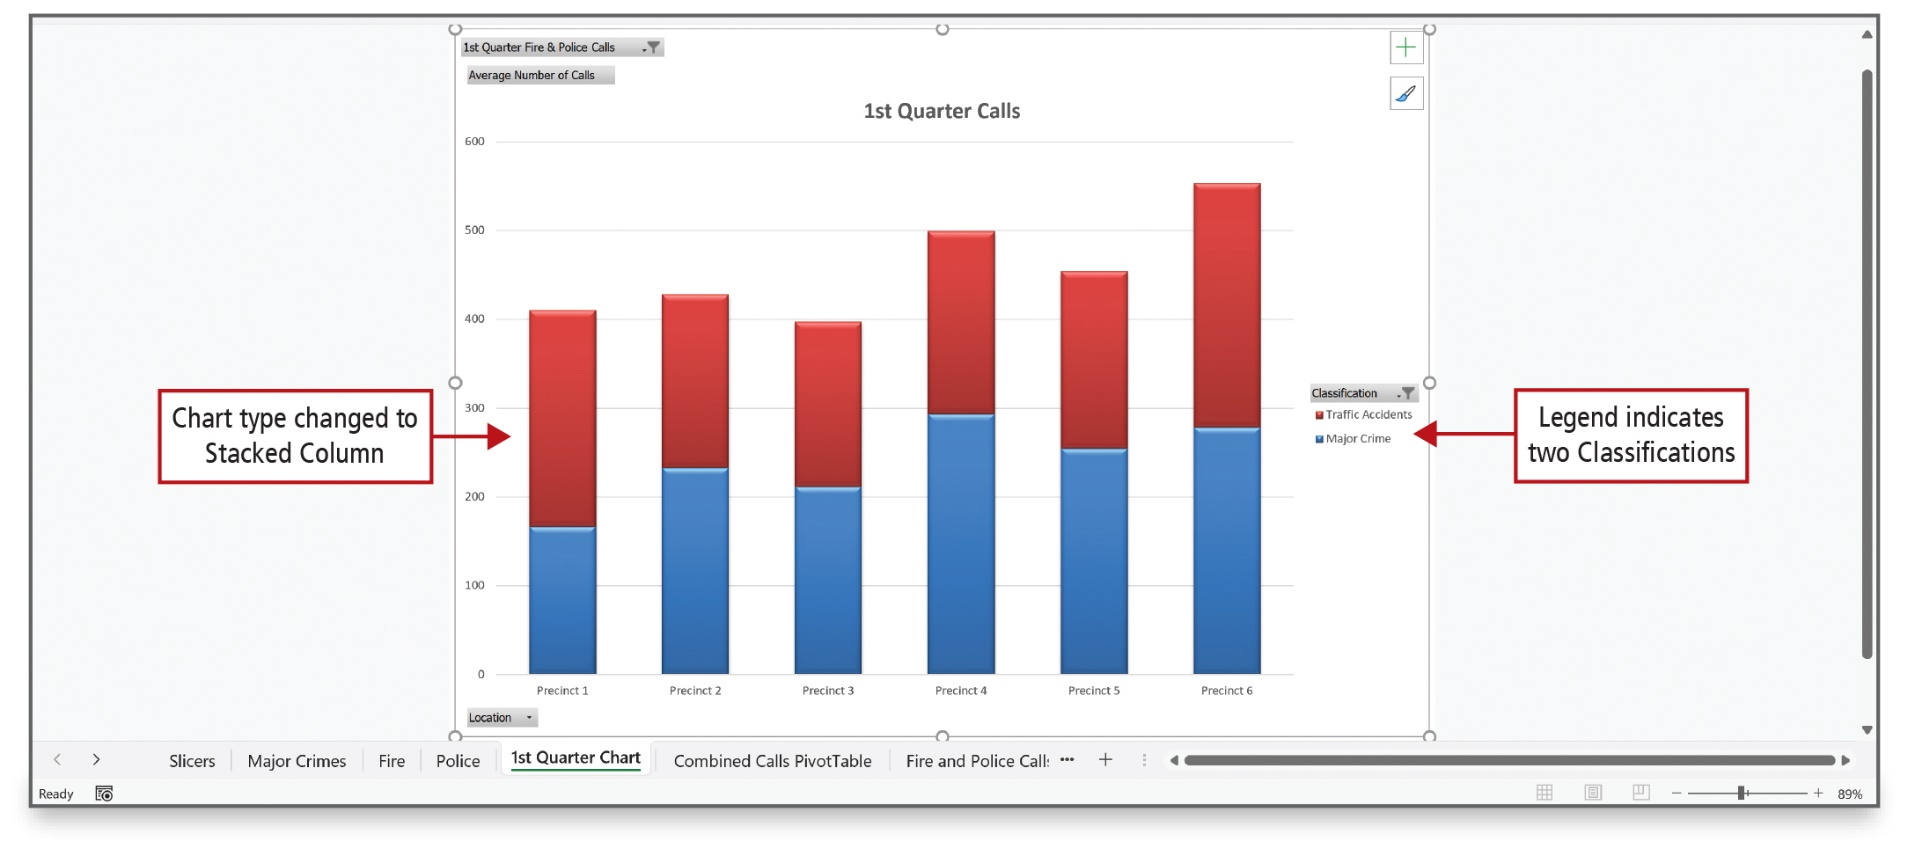 1st Quarter Fire & Police Calls
Average Number of Calls
1st Quarter Calls
600
500
400
300
200
100
0
Chart type changed to
Stacked Column
Classification
Traffic Accidents
Major Crime
Legend indicates
two Classifications
Precinct 1 Precinct 2 Precinct 3 Precinct 4 Precinct 5 Precinct 6
Location
Slicers Major Crimes Fire Police 1st Quarter Chart Combined Calls PivotTable Fire and Police Calls ···
Ready 89%